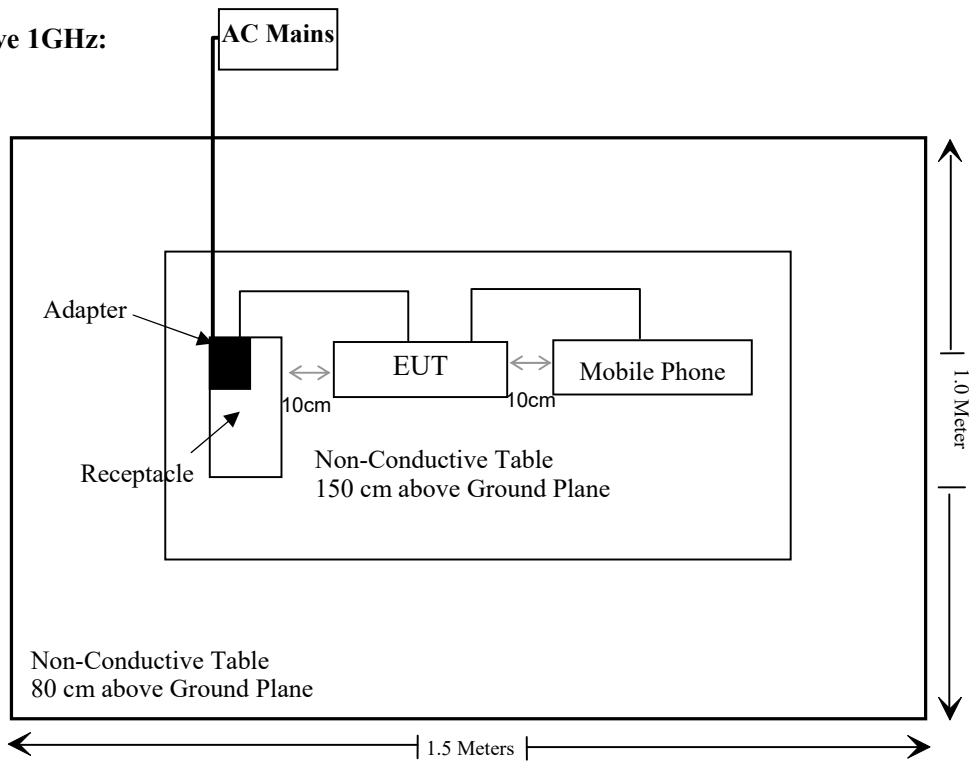 ve 1GHz:
AC Mains
Adapter
EUT
Mobile Phone
10cm
10cm
Receptacle
Non-Conductive Table
150 cm above Ground Plane
1.0 Meter
Non-Conductive Table
80 cm above Ground Plane
1.5 Meters